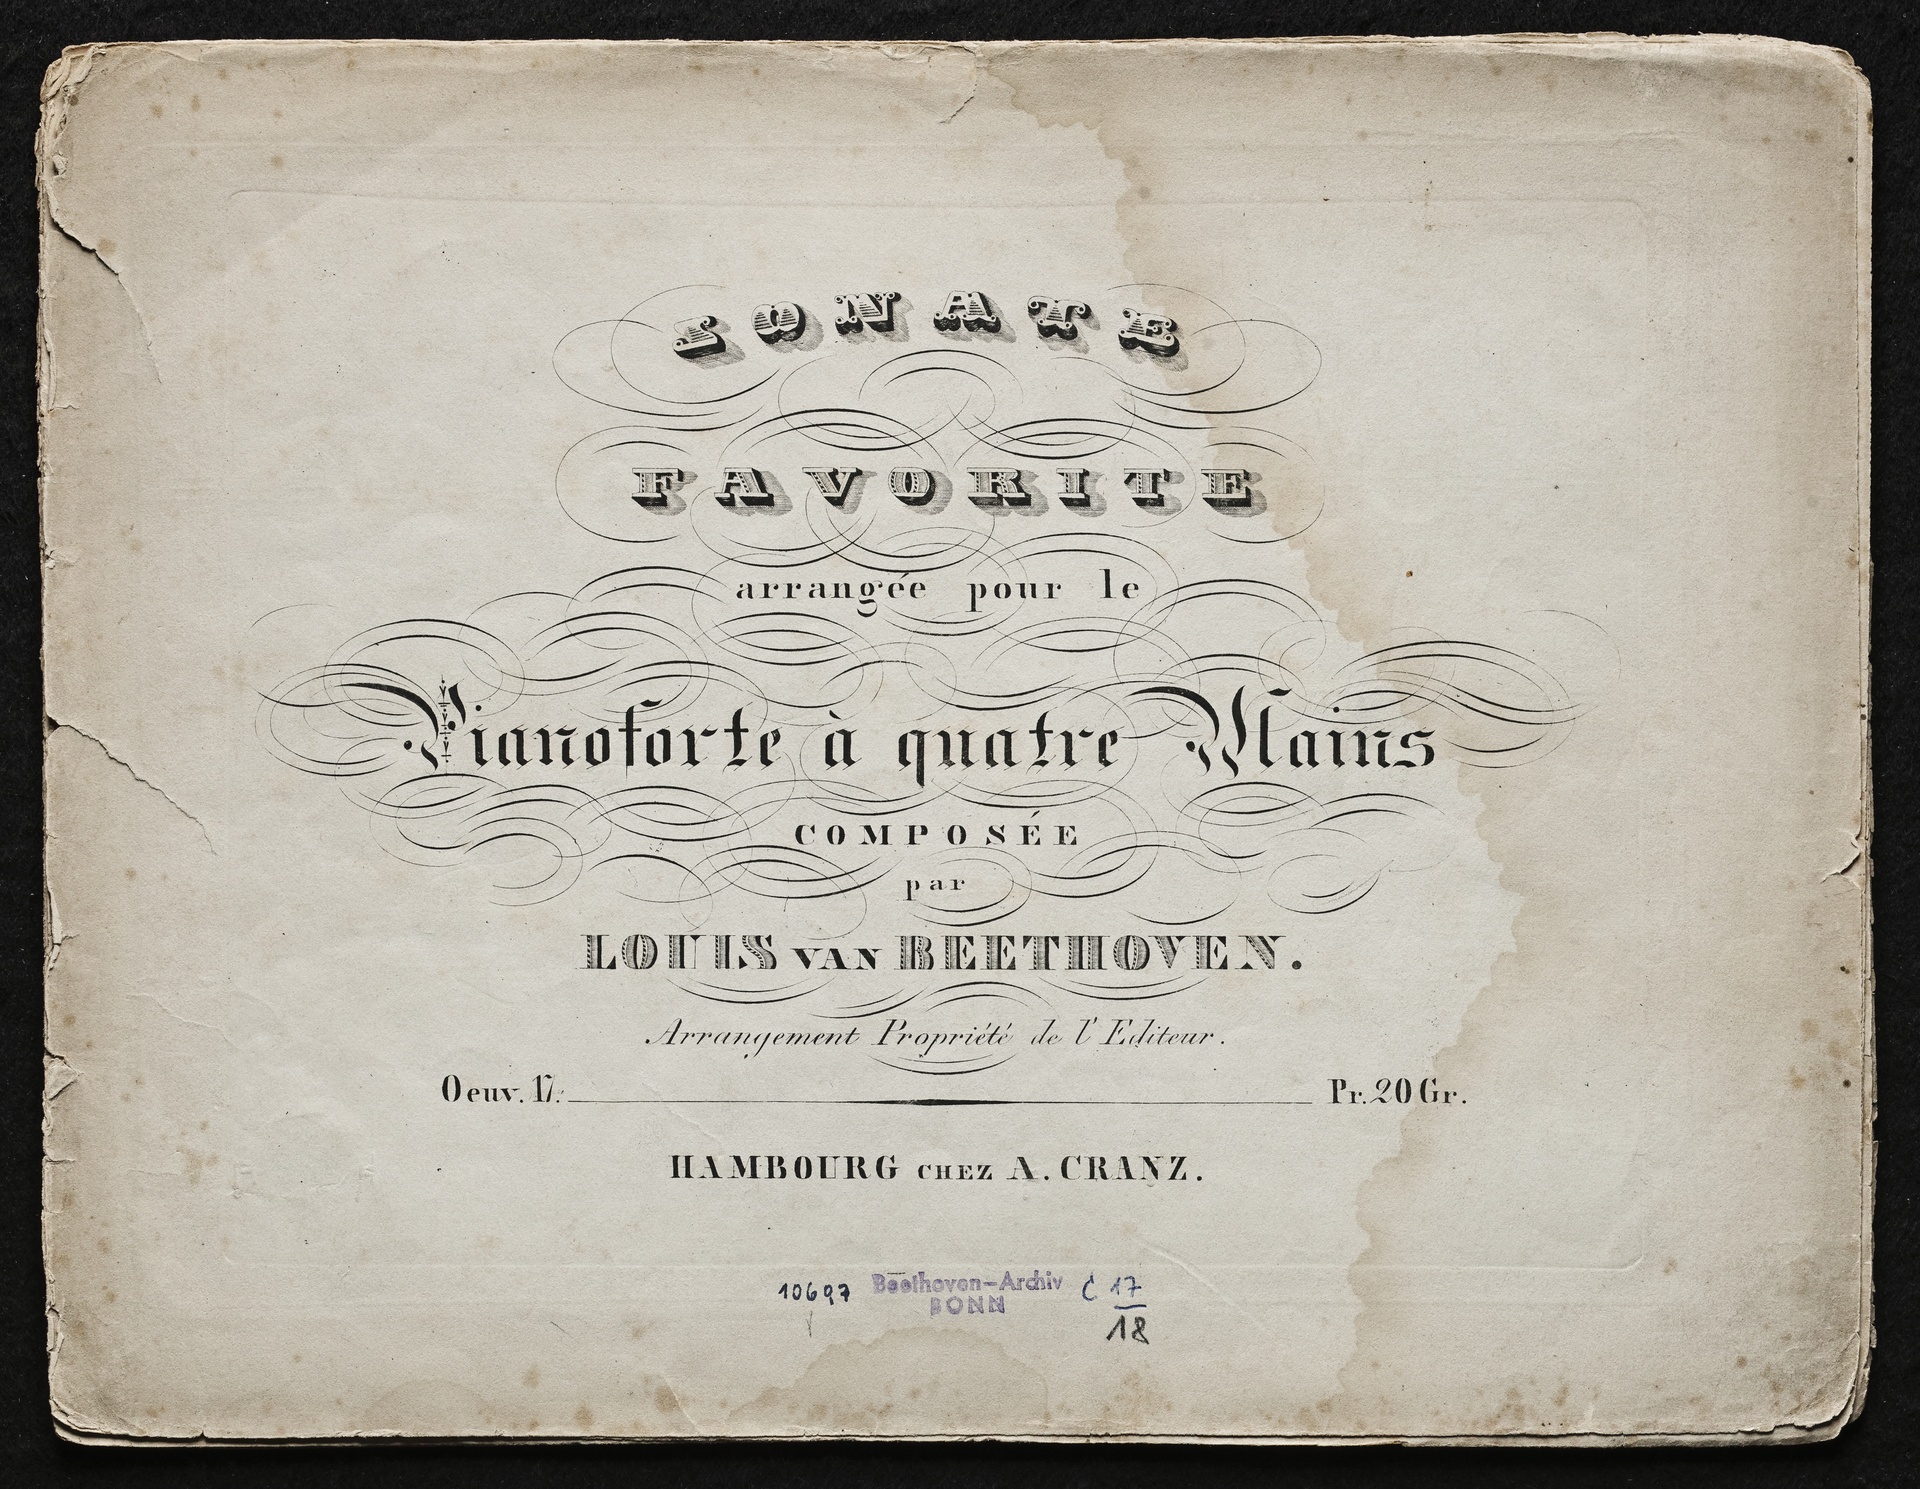 SONATE
FAVORITE
arrangée pour le
Pianoforte à quatre Mains
COMPOSÉE
par
LOUIS VAN BEETHOVEN.
Arrangement Propriété de l'Editeur.
Oeuv. 17. Pr. 20 Gr.
HAMBOURG CHEZ A. CRANZ.
10697 Beethoven-Archiv C 17
BONN
18